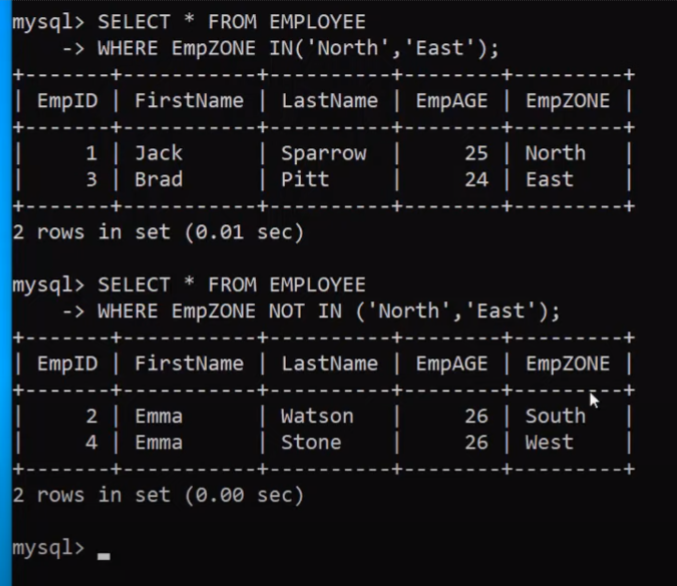 mysql> SELECT * FROM EMPLOYEE
    -> WHERE EmpZONE IN('North','East');
+-------+-----------+----------+--------+---------+
| EmpID | FirstName | LastName | EmpAGE | EmpZONE |
+-------+-----------+----------+--------+---------+
|     1 | Jack      | Sparrow  |     25 | North   |
|     3 | Brad      | Pitt     |     24 | East    |
+-------+-----------+----------+--------+---------+
2 rows in set (0.01 sec)

mysql> SELECT * FROM EMPLOYEE
    -> WHERE EmpZONE NOT IN ('North','East');
+-------+-----------+----------+--------+---------+
| EmpID | FirstName | LastName | EmpAGE | EmpZONE |
+-------+-----------+----------+--------+---------+
|     2 | Emma      | Watson   |     26 | South   |
|     4 | Emma      | Stone    |     26 | West    |
+-------+-----------+----------+--------+---------+
2 rows in set (0.00 sec)

mysql> _